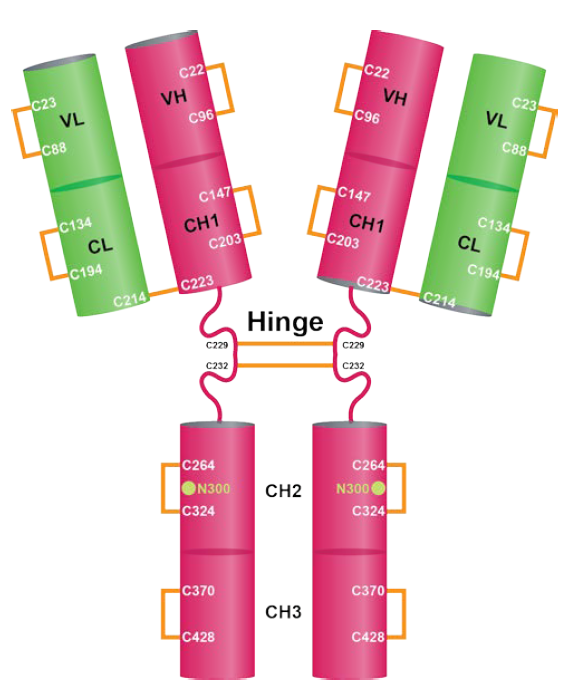 C22
C22
C23
VH
VH
C23
VL
C96
C96
VL
C88
C88
C147
C147
C134
CH1
CH1
C134
CL
C203
C203
CL
C194
C194
C223
C223
C214
C214
Hinge
C229
C229
C232
C232
C264
C264
N300
CH2
N300
C324
C324
C370
C370
CH3
C428
C428